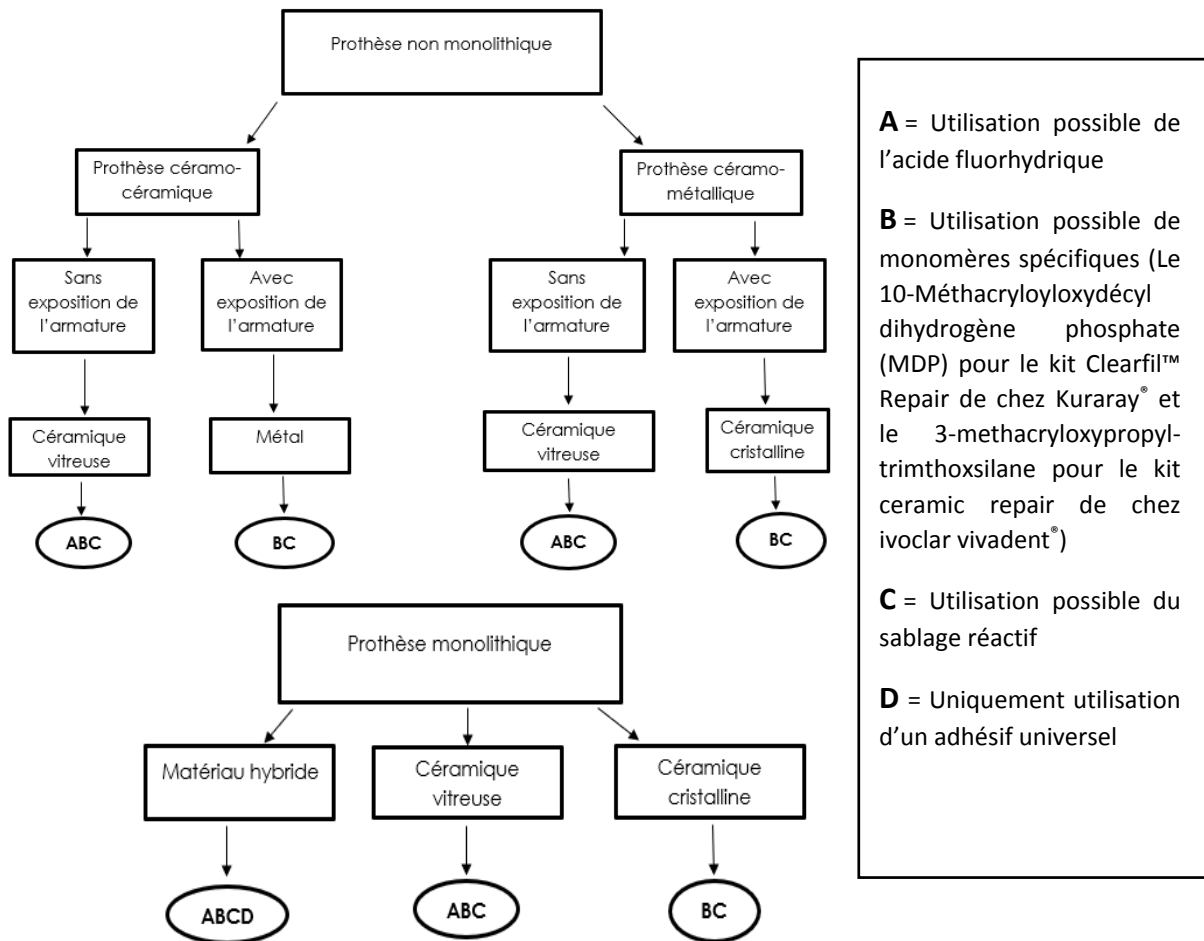 Prothèse non monolithique
Prothèse céramo-
céramique
Prothèse céramo-
métallique
Sans
exposition de
l'armature
Avec
exposition de
l'armature
Sans
exposition de
l'armature
Avec
exposition de
l'armature
Céramique
vitreuse
Métal
Céramique
vitreuse
Céramique
cristalline
ABC
BC
ABC
BC
Prothèse monolithique
Matériau hybride
Céramique
vitreuse
Céramique
cristalline
ABCD
ABC
BC
A = Utilisation possible de
l'acide fluorhydrique
B = Utilisation possible de
monomères spécifiques (Le
10-Méthacryloyloxydécyl
dihydrogène phosphate
(MDP) pour le kit Clearfil™
Repair de chez Kuraray® et
le 3-methacryloxypropyl-
trimthoxsilane pour le kit
ceramic repair de chez
ivoclar vivadent®)
C = Utilisation possible du
sablage réactif
D = Uniquement utilisation
d'un adhésif universel